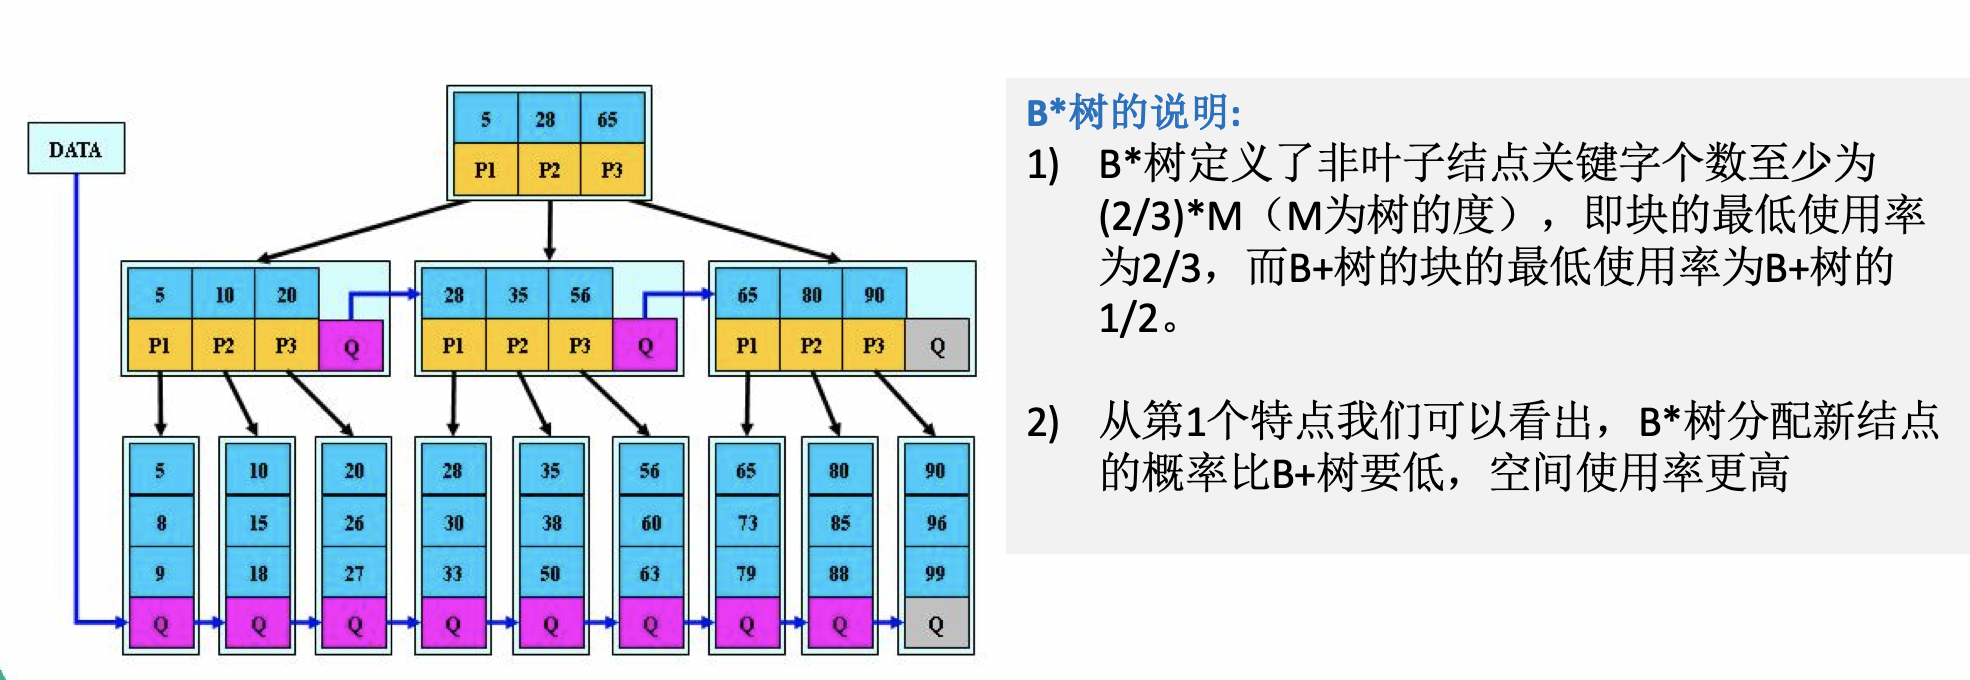 DATA
5 28 65
P1 P2 P3
5 10 20
P1 P2 P3 Q
28 35 56
P1 P2 P3 Q
65 80 90
P1 P2 P3 Q
5
8
9
Q
10
15
18
Q
20
26
27
Q
28
30
33
Q
35
38
50
Q
56
60
63
Q
65
73
79
Q
80
85
88
Q
90
96
99
Q
B*树的说明:
1) B*树定义了非叶子结点关键字个数至少为
(2/3)*M（M为树的度），即块的最低使用率
为2/3，而B+树的块的最低使用率为B+树的
1/2。
2) 从第1个特点我们可以看出，B*树分配新结点
的概率比B+树要低，空间使用率更高